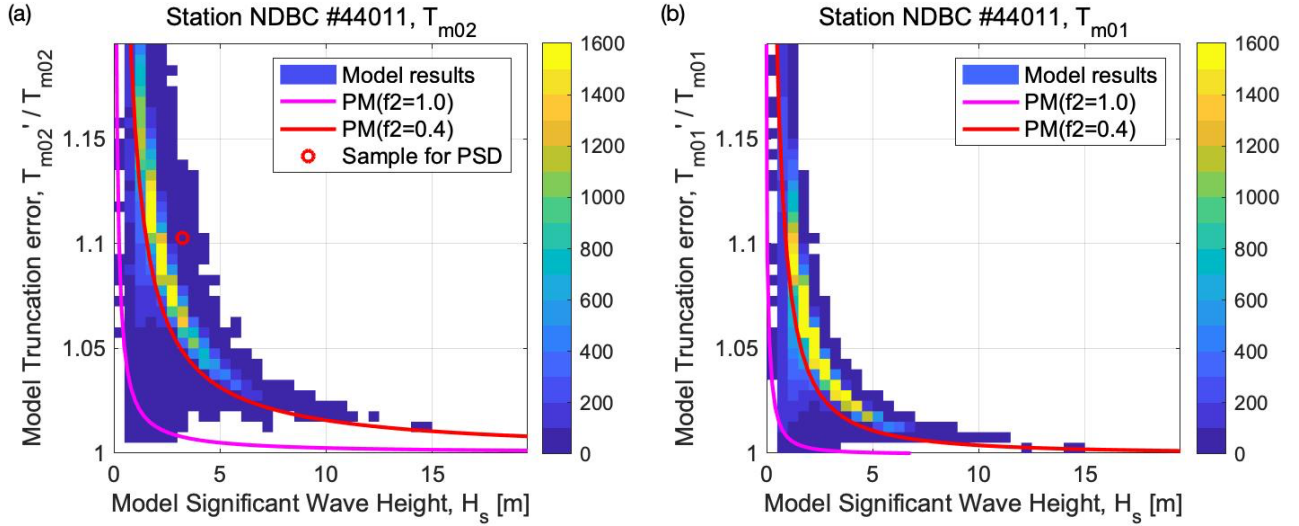 (a)
Station NDBC #44011, T_m02
Model Truncation error, T_m02' / T_m02
1.15
1.1
1.05
1
0
5
10
15
Model Significant Wave Height, H_s [m]
Model results
PM(f2=1.0)
PM(f2=0.4)
Sample for PSD
1600
1400
1200
1000
800
600
400
200
0
(b)
Station NDBC #44011, T_m01
Model Truncation error, T_m01' / T_m01
1.15
1.1
1.05
1
0
5
10
15
Model Significant Wave Height, H_s [m]
Model results
PM(f2=1.0)
PM(f2=0.4)
1600
1400
1200
1000
800
600
400
200
0